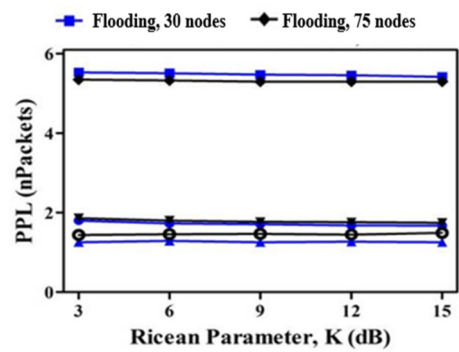 Flooding, 30 nodes Flooding, 75 nodes
6
4
2
0
PPL (nPackets)
3 6 9 12 15
Ricean Parameter, K (dB)